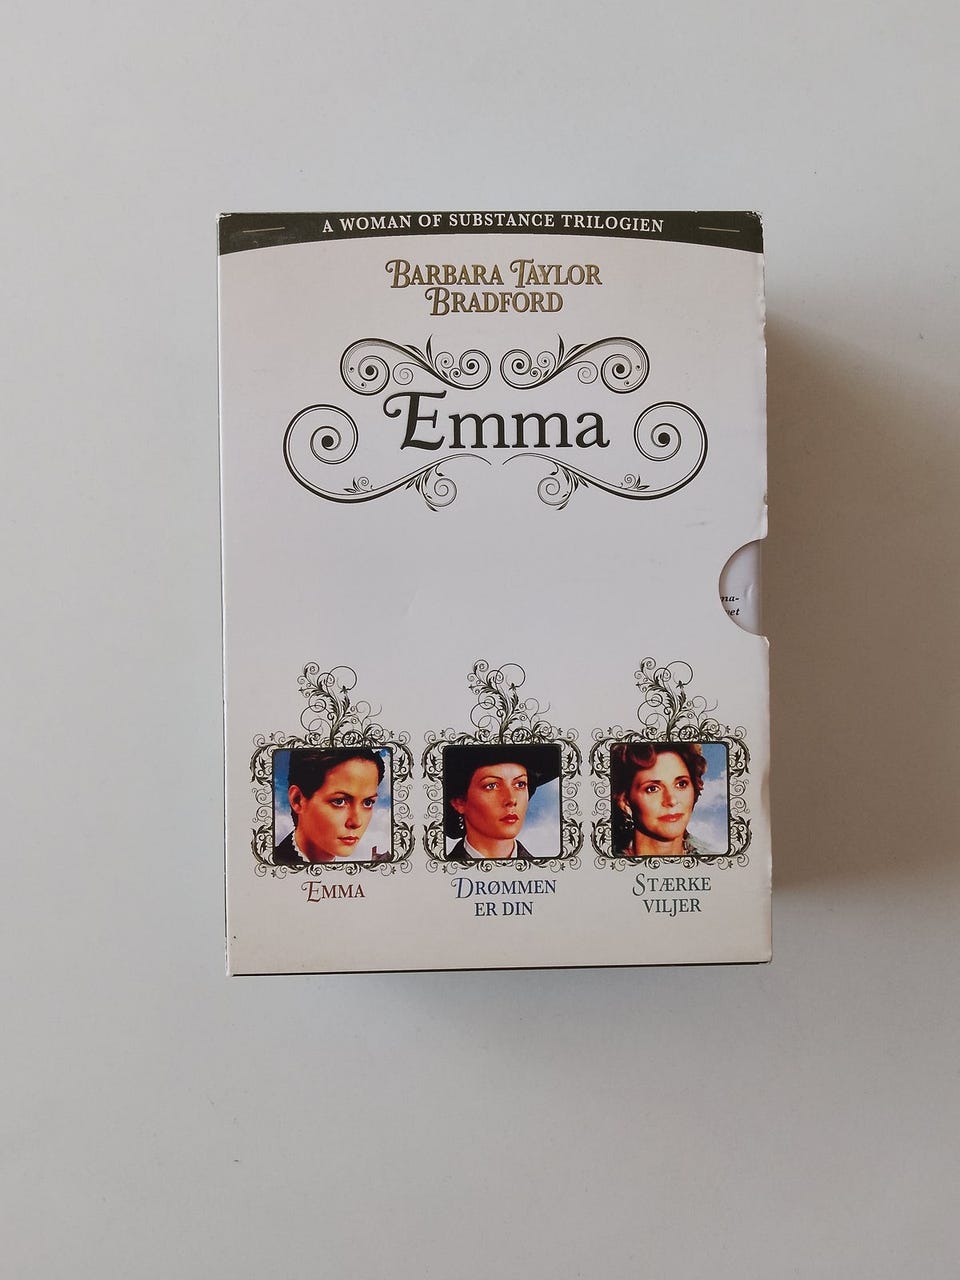 A WOMAN OF SUBSTANCE TRILOGIEN
BARBARA TAYLOR
BRADFORD
Emma
EMMA
DRØMMEN
ER DIN
STÆRKE
VILJER